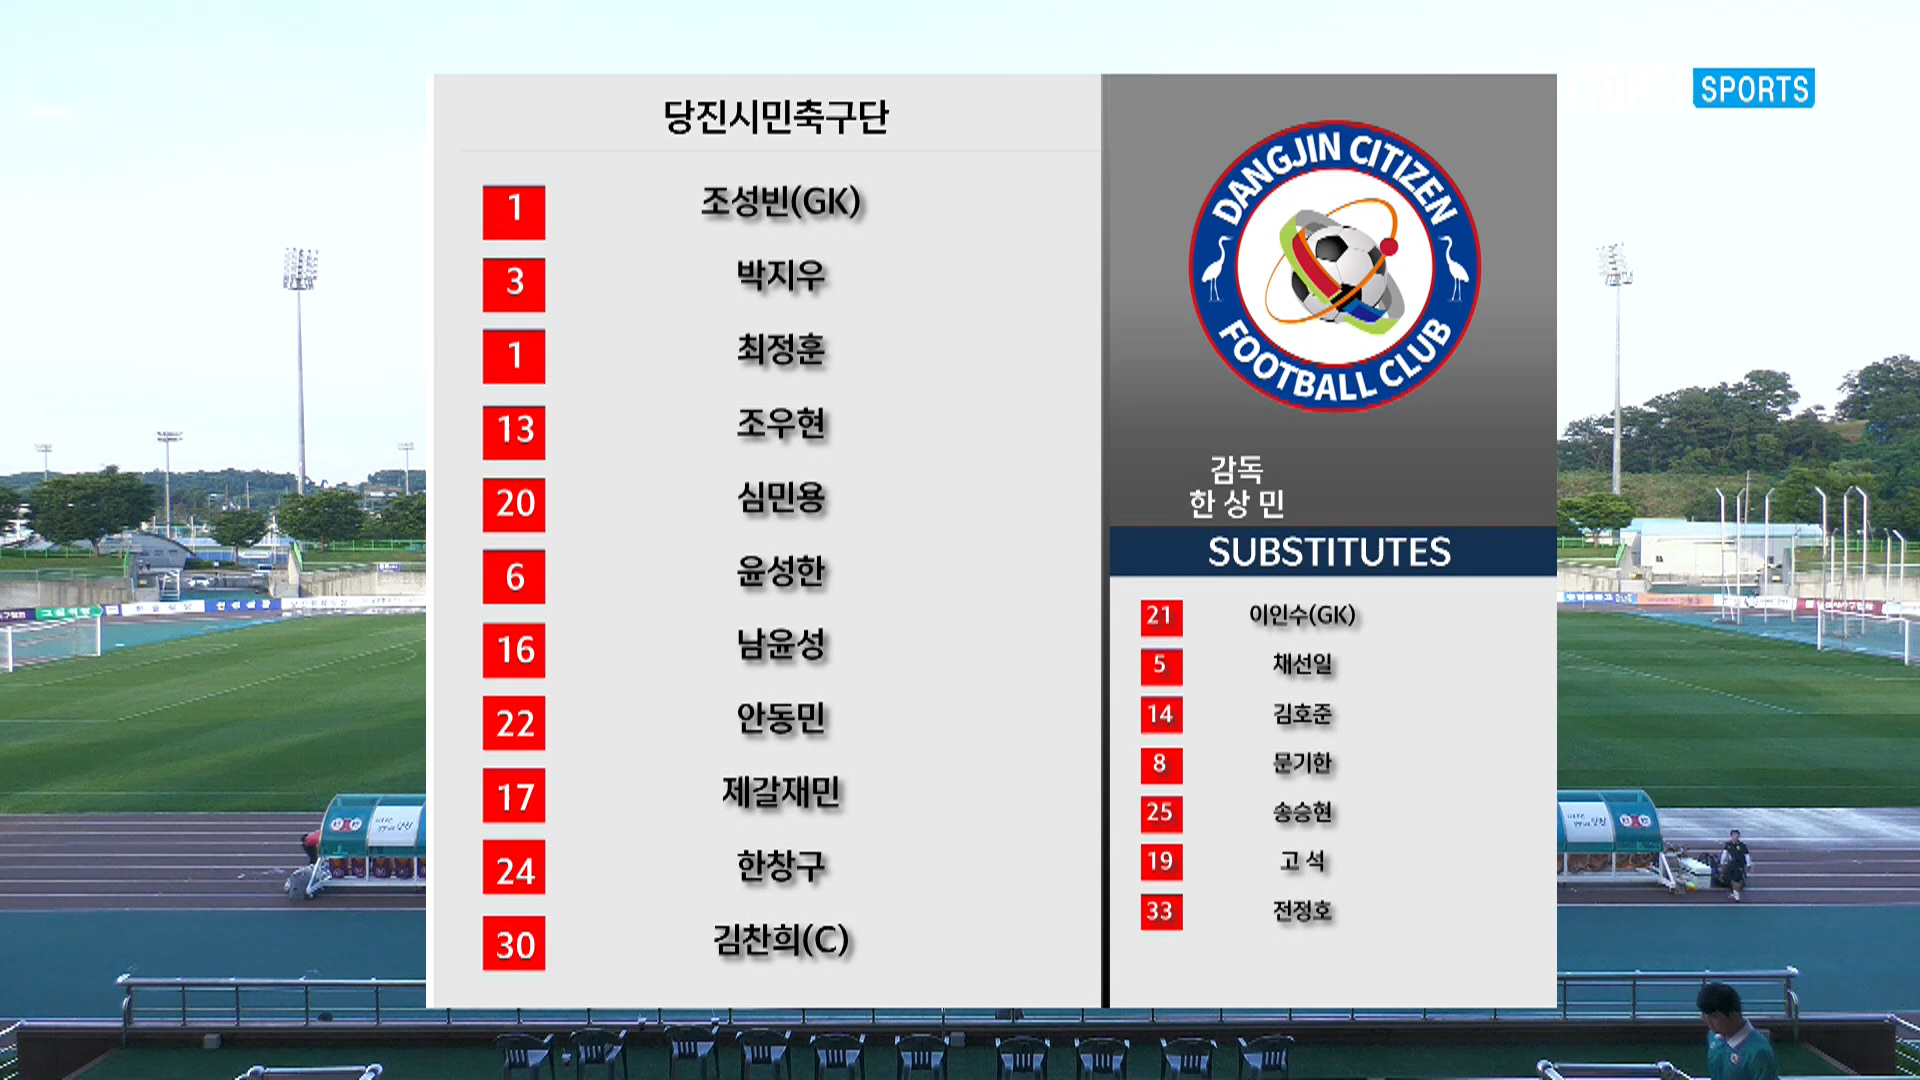 SPORTS
당진시민축구단
1 조성빈(GK)
3 박지우
1 최정훈
13 조우현
20 심민용
6 윤성한
16 남윤성
22 안동민
17 제갈재민
24 한창구
30 김찬희(C)
DANGJIN CITIZEN
FOOTBALL CLUB
감독
한 상 민
SUBSTITUTES
21 이인수(GK)
5 채선일
14 김호준
8 문기한
25 송승현
19 고 석
33 전정호